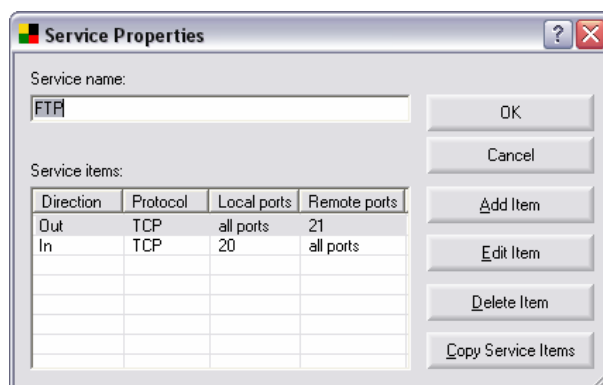 Service Properties
?
Service name:
FTP
OK
Cancel
Service items:
Direction Protocol Local ports Remote ports
Out TCP all ports 21
In TCP 20 all ports
Add Item
Edit Item
Delete Item
Copy Service Items